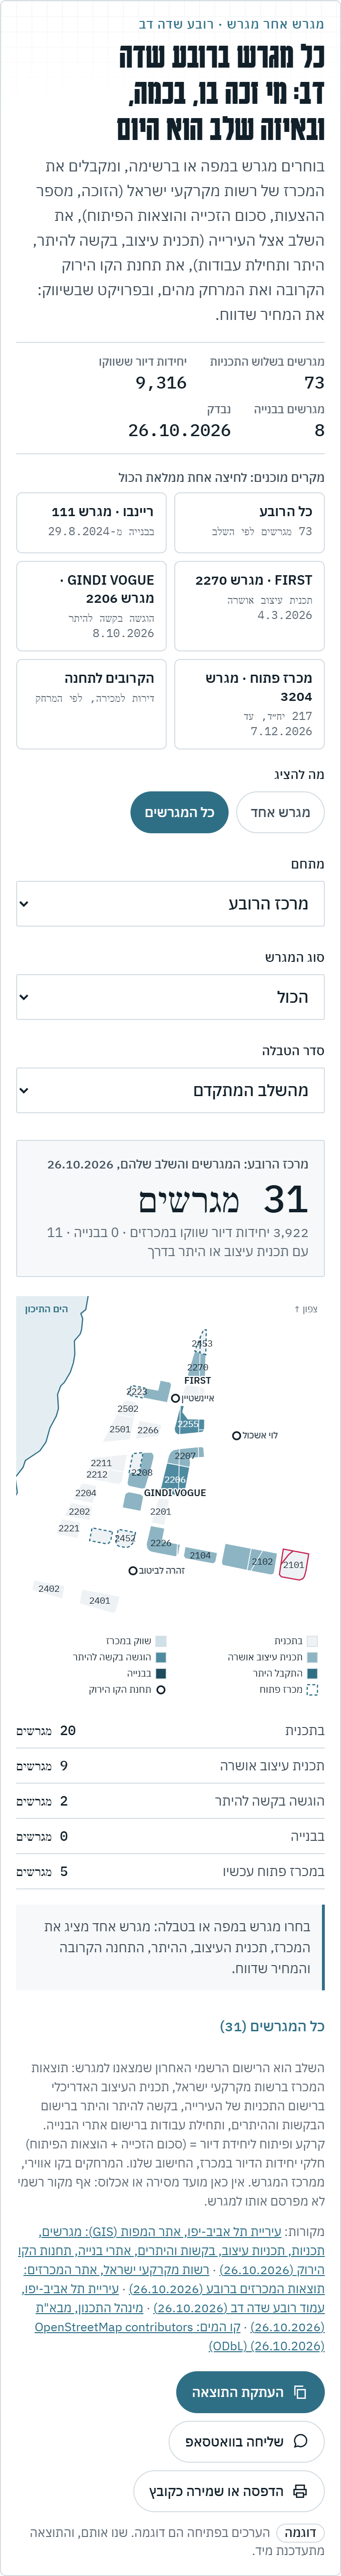 מגרש אחר מגרש · רובע שדה דב
כל מגרש ברובע שדה
דב: מי זכה בו, בכמה,
ובאיזה שלב הוא היום
בוחרים מגרש במפה או ברשימה, ומקבלים את
המכרז של רשות מקרקעי ישראל (הזוכה, מספר
ההצעות, סכום הזכייה והוצאות הפיתוח), את
השלב אצל העירייה (תכנית עיצוב, בקשה להיתר,
היתר ותחילת עבודות), את תחנת הקו הירוק
הקרובה ואת המרחק מהים, ובפרויקט שבשיווק:
את המחיר שדווח.
מגרשים בשלוש התכניות
73
יחידות דיור ששווקו
9,316
מגרשים בבנייה
8
נבדק
26.10.2026
מקרים מוכנים: לחיצה אחת ממלאת הכול
כל הרובע
73 מגרשים לפי השלב
ריינבו · מגרש 111
בבנייה מ-29.8.2024
FIRST · מגרש 2270
תכנית עיצוב אושרה
4.3.2026
GINDI VOGUE ·
מגרש 2206
הוגשה בקשה להיתר
8.10.2026
מכרז פתוח · מגרש
3204
217 יח״ד, עד
7.12.2026
הקרובים לתחנה
דירות למכירה, לפי המרחק
מה להציג
מגרש אחד
כל המגרשים
מתחם
מרכז הרובע
סוג המגרש
הכול
סדר הטבלה
מהשלב המתקדם
מרכז הרובע: המגרשים והשלב שלהם, 26.10.2026
31 מגרשים
3,922 יחידות דיור שווקו במכרזים · 0 בבנייה · 11
עם תכנית עיצוב או היתר בדרך
צפון ↑
הים התיכון
2453
2270
FIRST
2223
איינשטיין
2502
2255
2501
2266
לוי אשכול
2207
2211
2212
2208
2206
2204
GINDI VOGUE
2202
2201
2221
2452
2226
2104
2102
2101
זהרה לביטוב
2402
2401
בתכנית
שווק במכרז
תכנית עיצוב אושרה
הוגשה בקשה להיתר
התקבל היתר
בבנייה
מכרז פתוח
תחנת הקו הירוק
בתכנית
20 מגרשים
תכנית עיצוב אושרה
9 מגרשים
הוגשה בקשה להיתר
2 מגרשים
בבנייה
0 מגרשים
במכרז פתוח עכשיו
5 מגרשים
בחרו מגרש במפה או בטבלה: מגרש אחד מציג את
המכרז, תכנית העיצוב, ההיתר, התחנה הקרובה
והמחיר שדווח.
כל המגרשים (31)
השלב הוא הרישום הרשמי האחרון שמצאנו למגרש: תוצאות
המכרז ברשות מקרקעי ישראל, תכנית העיצוב האדריכלי
ברישום התכניות של העירייה, בקשה להיתר והיתר ברישום
הבקשות וההיתרים, ותחילת עבודות ברישום אתרי הבנייה.
קרקע ופיתוח ליחידת דיור = (סכום הזכייה + הוצאות הפיתוח)
חלקי יחידות הדיור במכרז, החישוב שלנו. המרחקים בקו אווירי,
ממרכז המגרש. אין כאן מועד מסירה או אכלוס: אף מקור רשמי
לא מפרסם אותו למגרש.
מקורות: עיריית תל אביב-יפו, אתר המפות (GIS): מגרשים,
תכניות, תכניות עיצוב, בקשות והיתרים, אתרי בנייה, תחנות הקו
הירוק (26.10.2026) · רשות מקרקעי ישראל, אתר המכרזים:
תוצאות המכרזים ברובע (26.10.2026) · עיריית תל אביב-יפו,
עמוד רובע שדה דב (26.10.2026) · מינהל התכנון, מבא"ת
(26.10.2026) · קו המים: OpenStreetMap contributors
(ODbL) (26.10.2026)
העתקת התוצאה
שליחה בוואטסאפ
הדפסה או שמירה כקובץ
דוגמה הערכים בפתיחה הם דוגמה. שנו אותם, והתוצאה
מתעדכנת מיד.